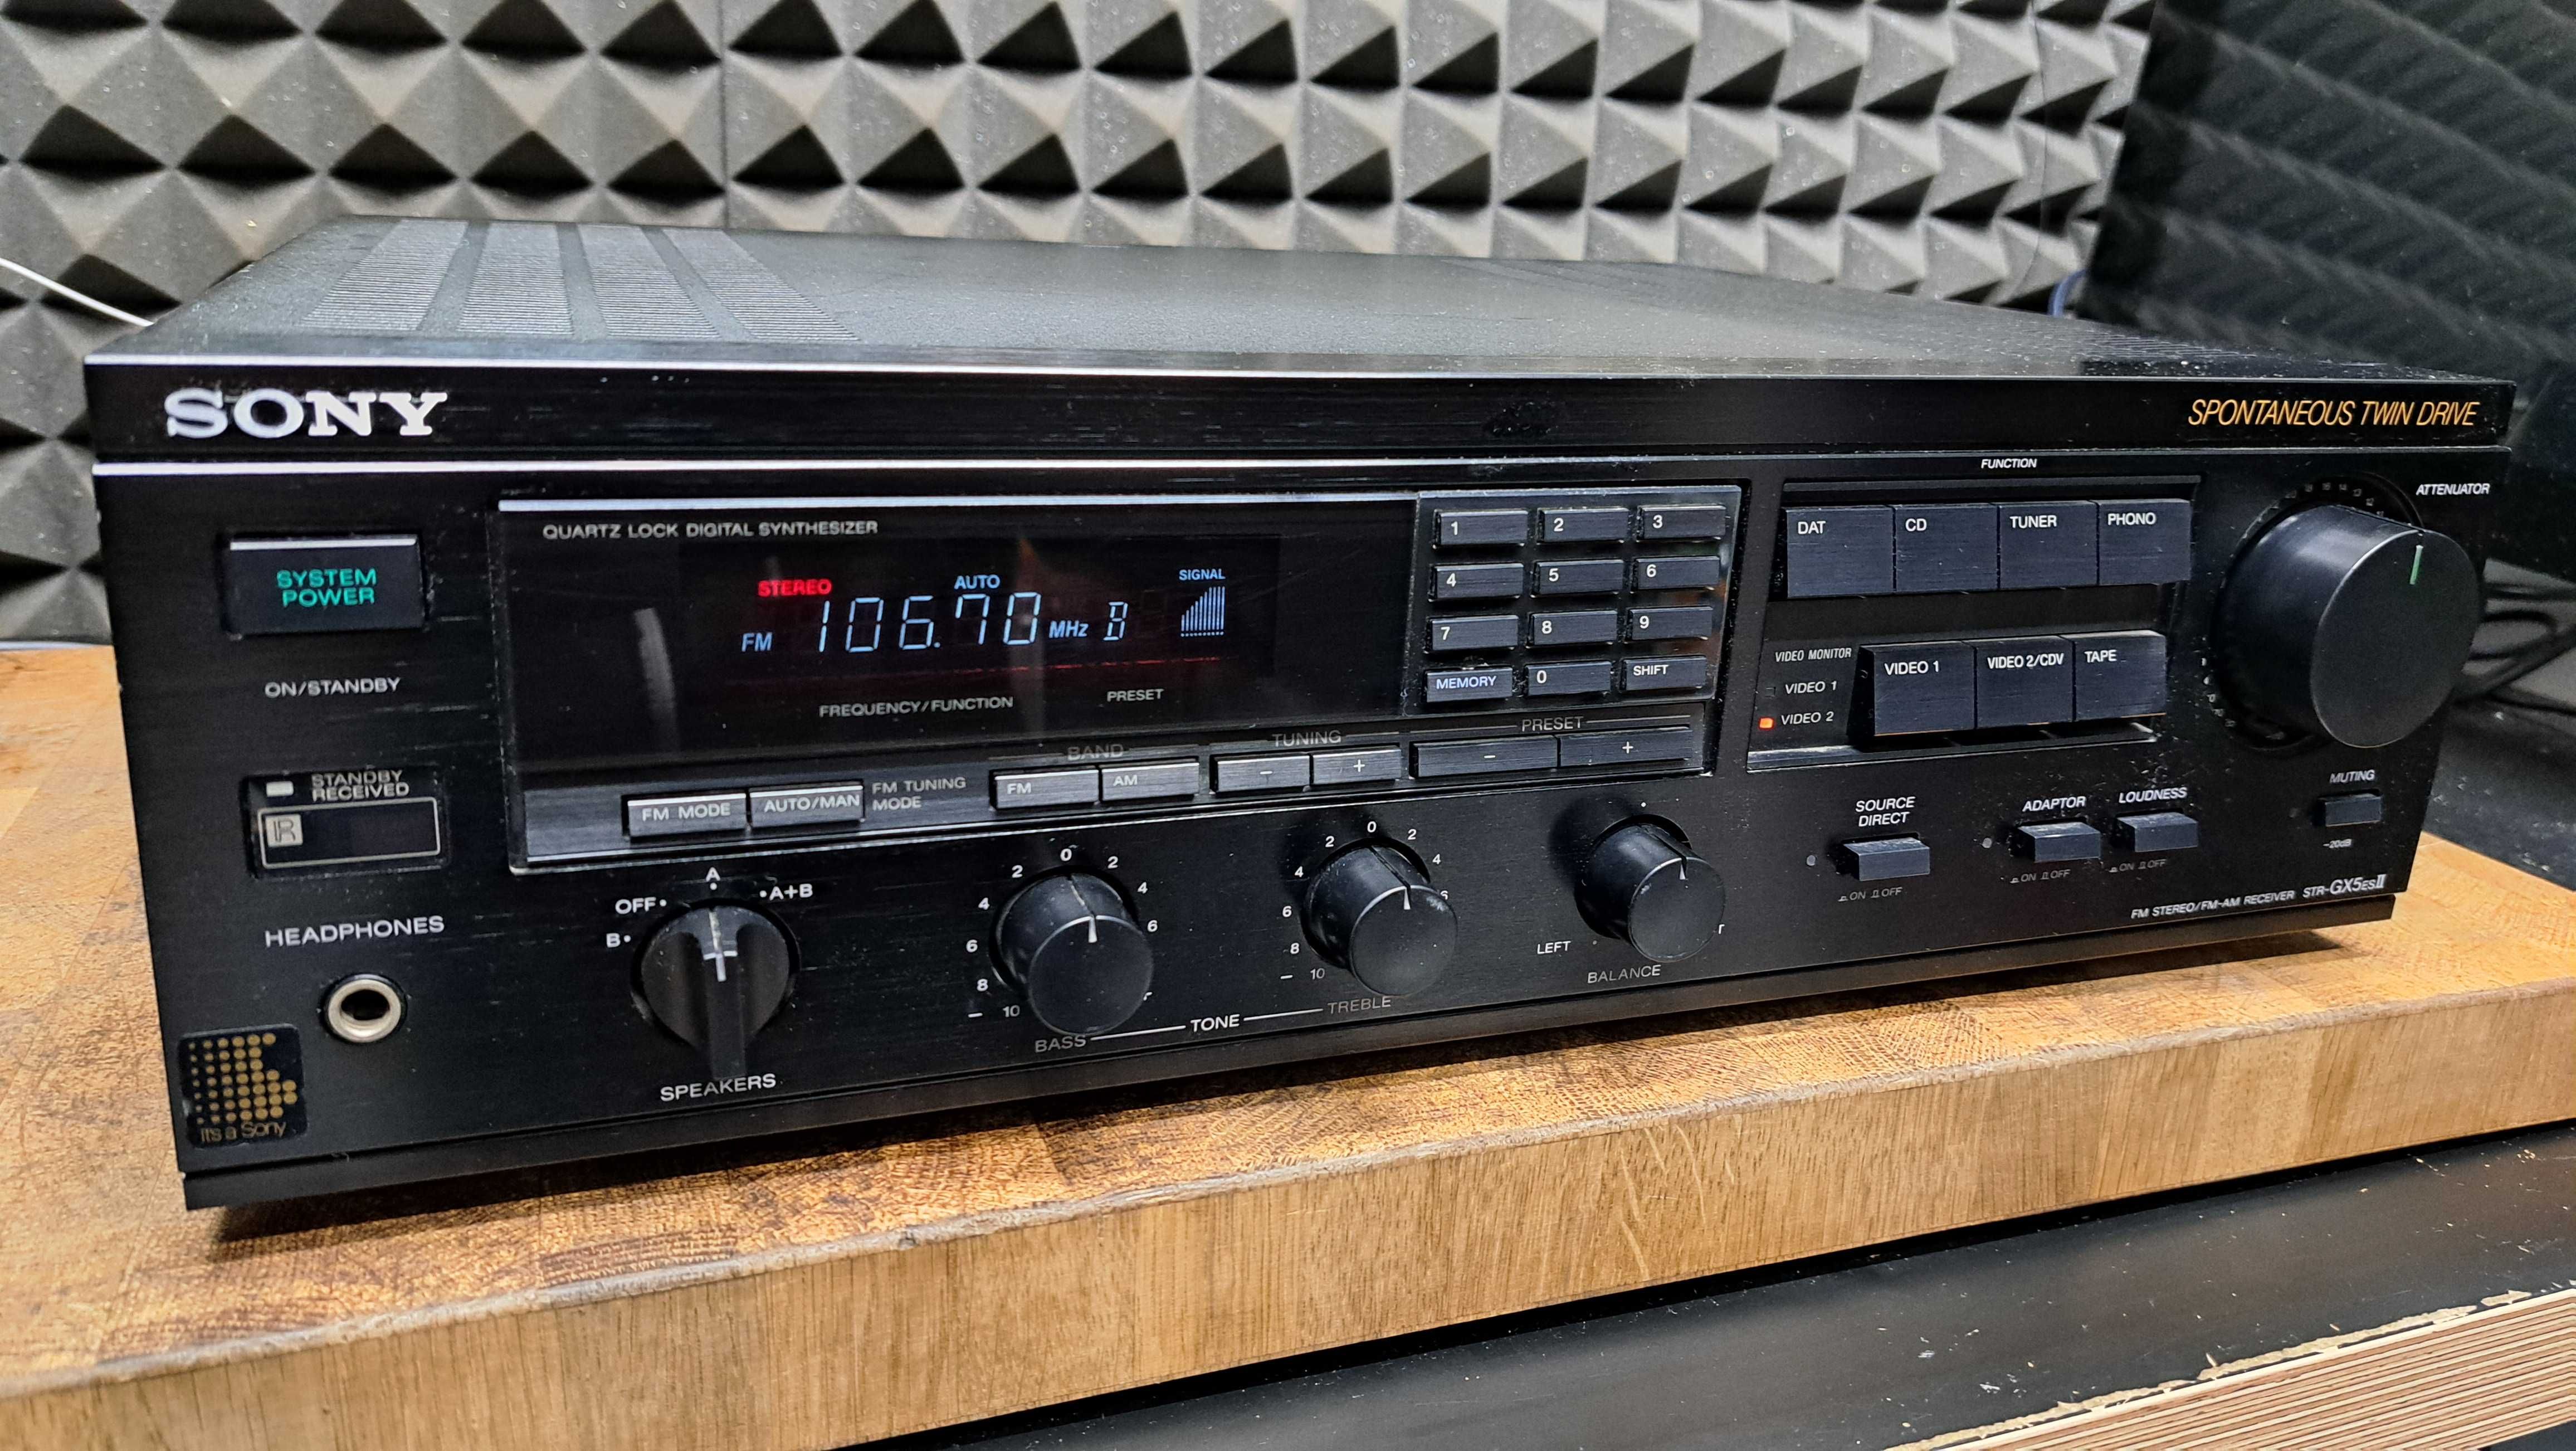 SONY
SPONTANEOUS TWIN DRIVE
SYSTEM
POWER
ON/STANDBY
STANDBY
RECEIVED
IR
HEADPHONES
It's a Sony
QUARTZ LOCK DIGITAL SYNTHESIZER
STEREO
AUTO
SIGNAL
FM 106.70 MHz B
FREQUENCY/FUNCTION
PRESET
FM MODE
AUTO/MAN
FM TUNING
MODE
BAND
FM
AM
TUNING
-
+
PRESET
-
+
1 2 3
4 5 6
7 8 9
MEMORY 0 SHIFT
FUNCTION
DAT CD TUNER PHONO
VIDEO MONITOR
VIDEO 1
VIDEO 2
VIDEO 1 VIDEO 2/CDV TAPE
ATTENUATOR
MUTING
-20dB
OFF
A
A+B
B
SPEAKERS
0
2 2
4 4
6 6
8
- 10
BASS
TONE
0
2 2
4 4
6 6
8
- 10
TREBLE
LEFT
BALANCE
SOURCE
DIRECT
ON OFF
ADAPTOR
ON OFF
LOUDNESS
ON OFF
FM STEREO/FM-AM RECEIVER STR-GX5ESII